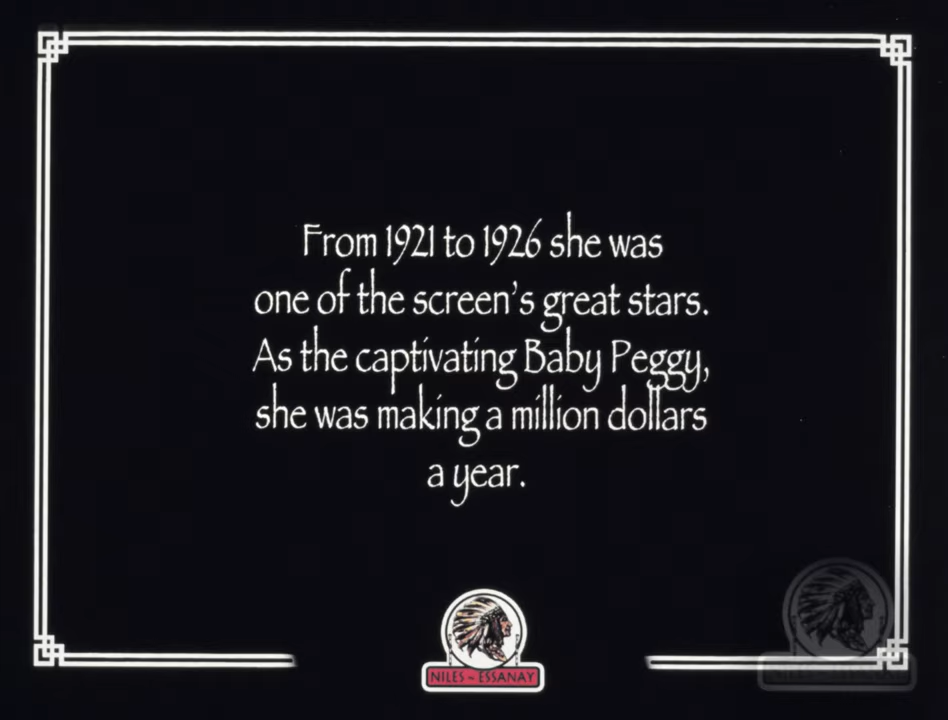 From 1921 to 1926 she was
one of the screen's great stars.
As the captivating Baby Peggy,
she was making a million dollars
a year.
NILES ~ ESSANAY